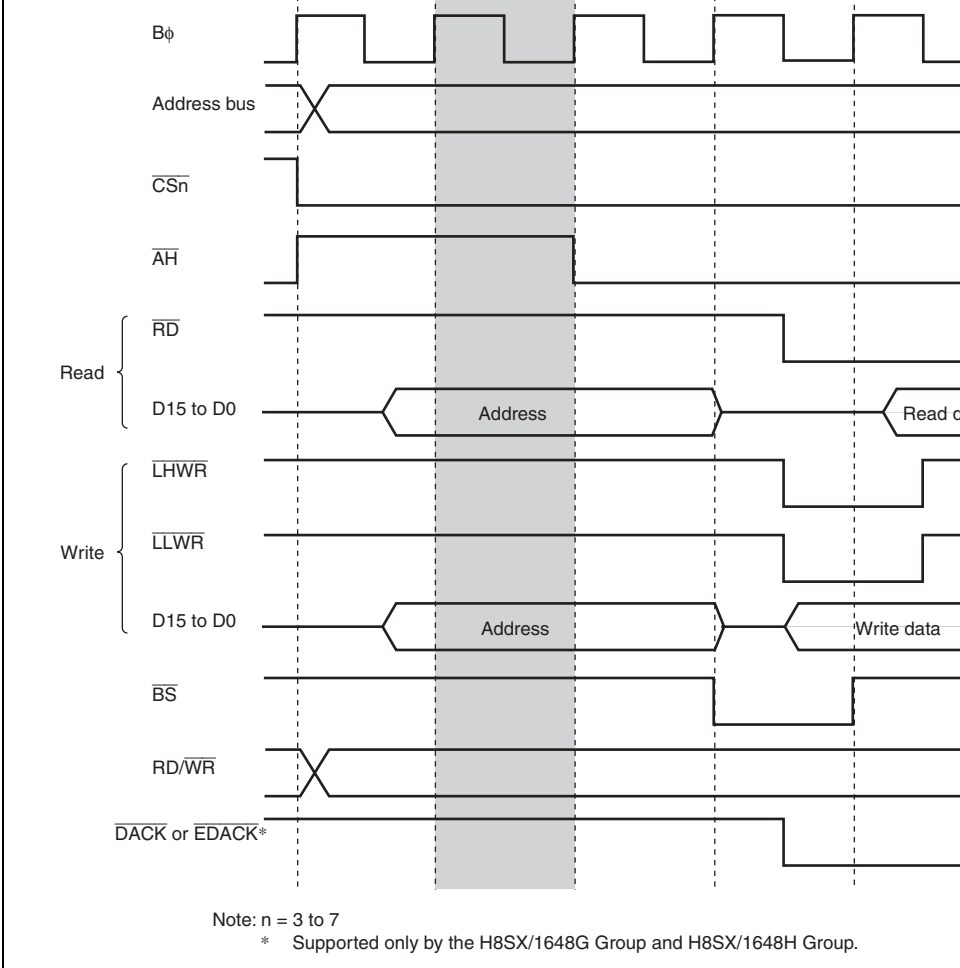 Bϕ
Address bus
CSn
AH
RD
Read
D15 to D0
Address
Read
LHWR
LLWR
Write
D15 to D0
Address
Write data
BS
RD/WR
DACK or EDACK*
Note: n = 3 to 7
* Supported only by the H8SX/1648G Group and H8SX/1648H Group.